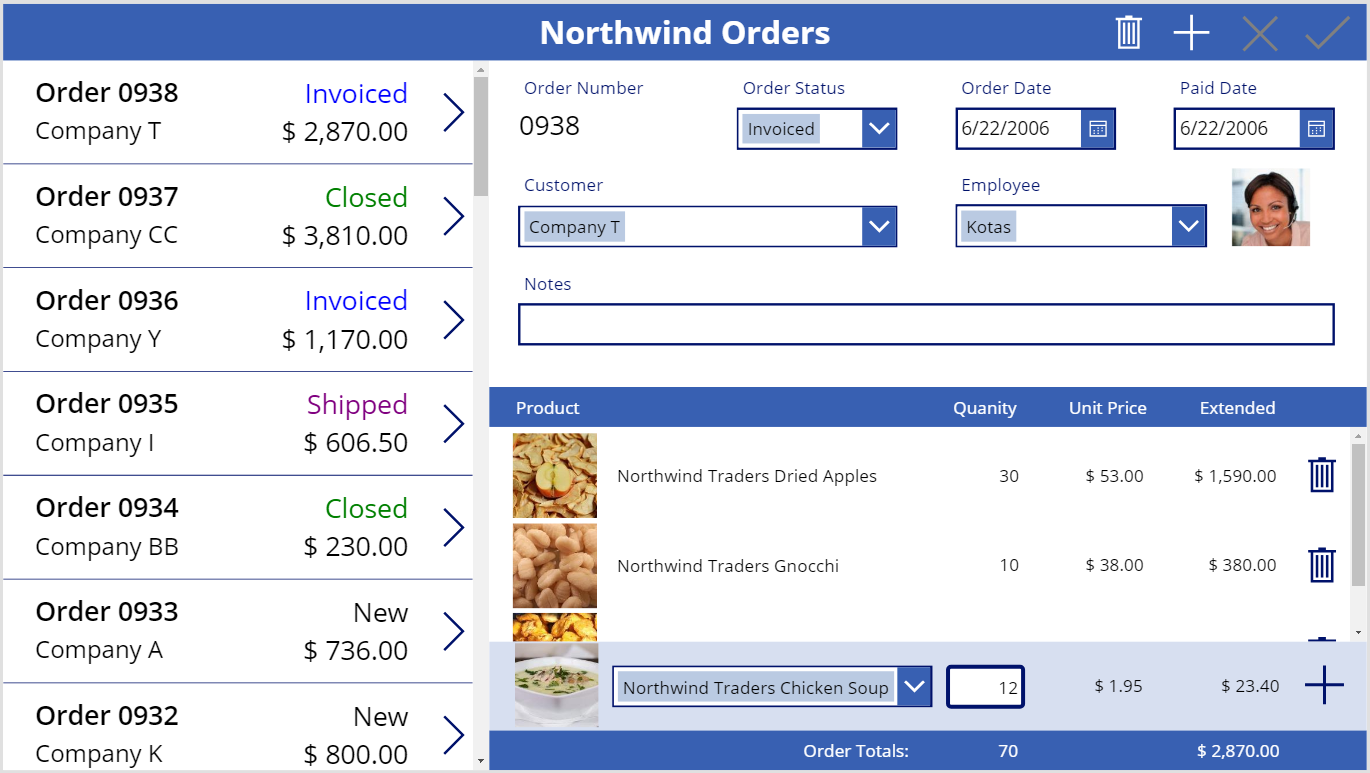 Northwind Orders
Order 0938 Invoiced
Company T $ 2,870.00
Order 0937 Closed
Company CC $ 3,810.00
Order 0936 Invoiced
Company Y $ 1,170.00
Order 0935 Shipped
Company I $ 606.50
Order 0934 Closed
Company BB $ 230.00
Order 0933 New
Company A $ 736.00
Order 0932 New
Company K $ 800.00
Order Number Order Status Order Date Paid Date
0938 Invoiced 6/22/2006 6/22/2006
Customer Employee
Company T Kotas
Notes
Product Quanity Unit Price Extended
Northwind Traders Dried Apples 30 $ 53.00 $ 1,590.00
Northwind Traders Gnocchi 10 $ 38.00 $ 380.00
Northwind Traders Chicken Soup 12 $ 1.95 $ 23.40
Order Totals: 70 $ 2,870.00